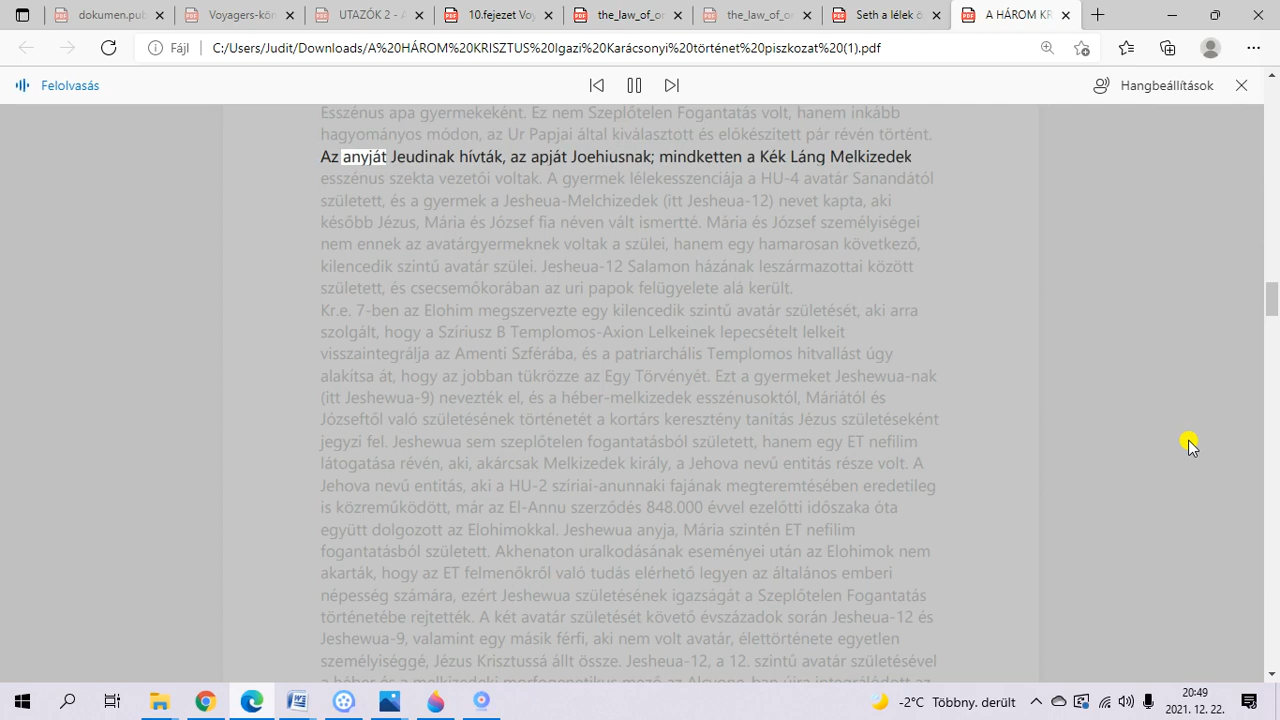 dokumen.pub
Voyagers-kön
UTAZÓK 2 - A
10.fejezet Voy
the_law_of_or
the_law_of_or
Seth a lélek ö
A HÁROM KR
Fájl
C:/Users/Judit/Downloads/A%20HÁROM%20KRISZTUS%20Igazi%20Karácsonyi%20történet%20piszkozat%20(1).pdf
Felolvasás
Hangbeállítások
Esszénus apa gyermekeként. Ez nem Szeplőtelen Fogantatás volt, hanem inkább
hagyományos módon, az Ur Papjai által kiválasztott és előkészitett pár révén történt.
Az anyját Jeudinak hívták, az apját Joehiusnak; mindketten a Kék Láng Melkizedek
esszénus szekta vezetői voltak. A gyermek lélekesszenciája a HU-4 avatár Sanandától
született, és a gyermek a Jesheua-Melchizedek (itt Jesheua-12) nevet kapta, aki
később Jézus, Mária és József fia néven vált ismertté. Mária és József személyiségei
nem ennek az avatárgyermeknek voltak a szülei, hanem egy hamarosan következő,
kilencedik szintű avatár szülei. Jesheua-12 Salamon házának leszármazottai között
született, és csecsemőkorában az uri papok felügyelete alá került.
Kr.e. 7-ben az Elohim megszervezte egy kilencedik szintű avatár születését, aki arra
szolgált, hogy a Szíriusz B Templomos-Axion Lelkeinek lepecsételt lelkeit
visszaintegrálja az Amenti Szférába, és a patriarchális Templomos hitvallást úgy
alakítsa át, hogy az jobban tükrözze az Egy Törvényét. Ezt a gyermeket Jeshewua-nak
(itt Jeshewua-9) nevezték el, és a héber-melkizedek esszénusoktól, Máriától és
Józseftől való születésének történetét a kortárs keresztény tanítás Jézus születéseként
jegyzi fel. Jeshewua sem szeplőtelen fogantatásból született, hanem egy ET nefilim
látogatása révén, aki, akárcsak Melkizedek király, a Jehova nevű entitás része volt. A
Jehova nevű entitás, aki a HU-2 szíriai-anunnaki fajának megteremtésében eredetileg
is közreműködött, már az El-Annu szerződés 848.000 évvel ezelőtti időszaka óta
együtt dolgozott az Elohimokkal. Jeshewua anyja, Mária szintén ET nefilim
fogantatásból született. Akhenaton uralkodásának eseményei után az Elohimok nem
akarták, hogy az ET felmenőkről való tudás elérhető legyen az általános emberi
népesség számára, ezért Jeshewua születésének igazságát a Szeplőtelen Fogantatás
történetébe rejtették. A két avatár születését követő évszázadok során Jesheua-12 és
Jeshewua-9, valamint egy másik férfi, aki nem volt avatár, élettörténete egyetlen
személyiséggé, Jézus Krisztussá állt össze. Jesheua-12, a 12. szintű avatár születésével
a héber és a melkizedeki morfogenetikus mező az Alcyone-ban újra integrálódott az
-2°C Többny. derült
20:49
2021. 12. 22.